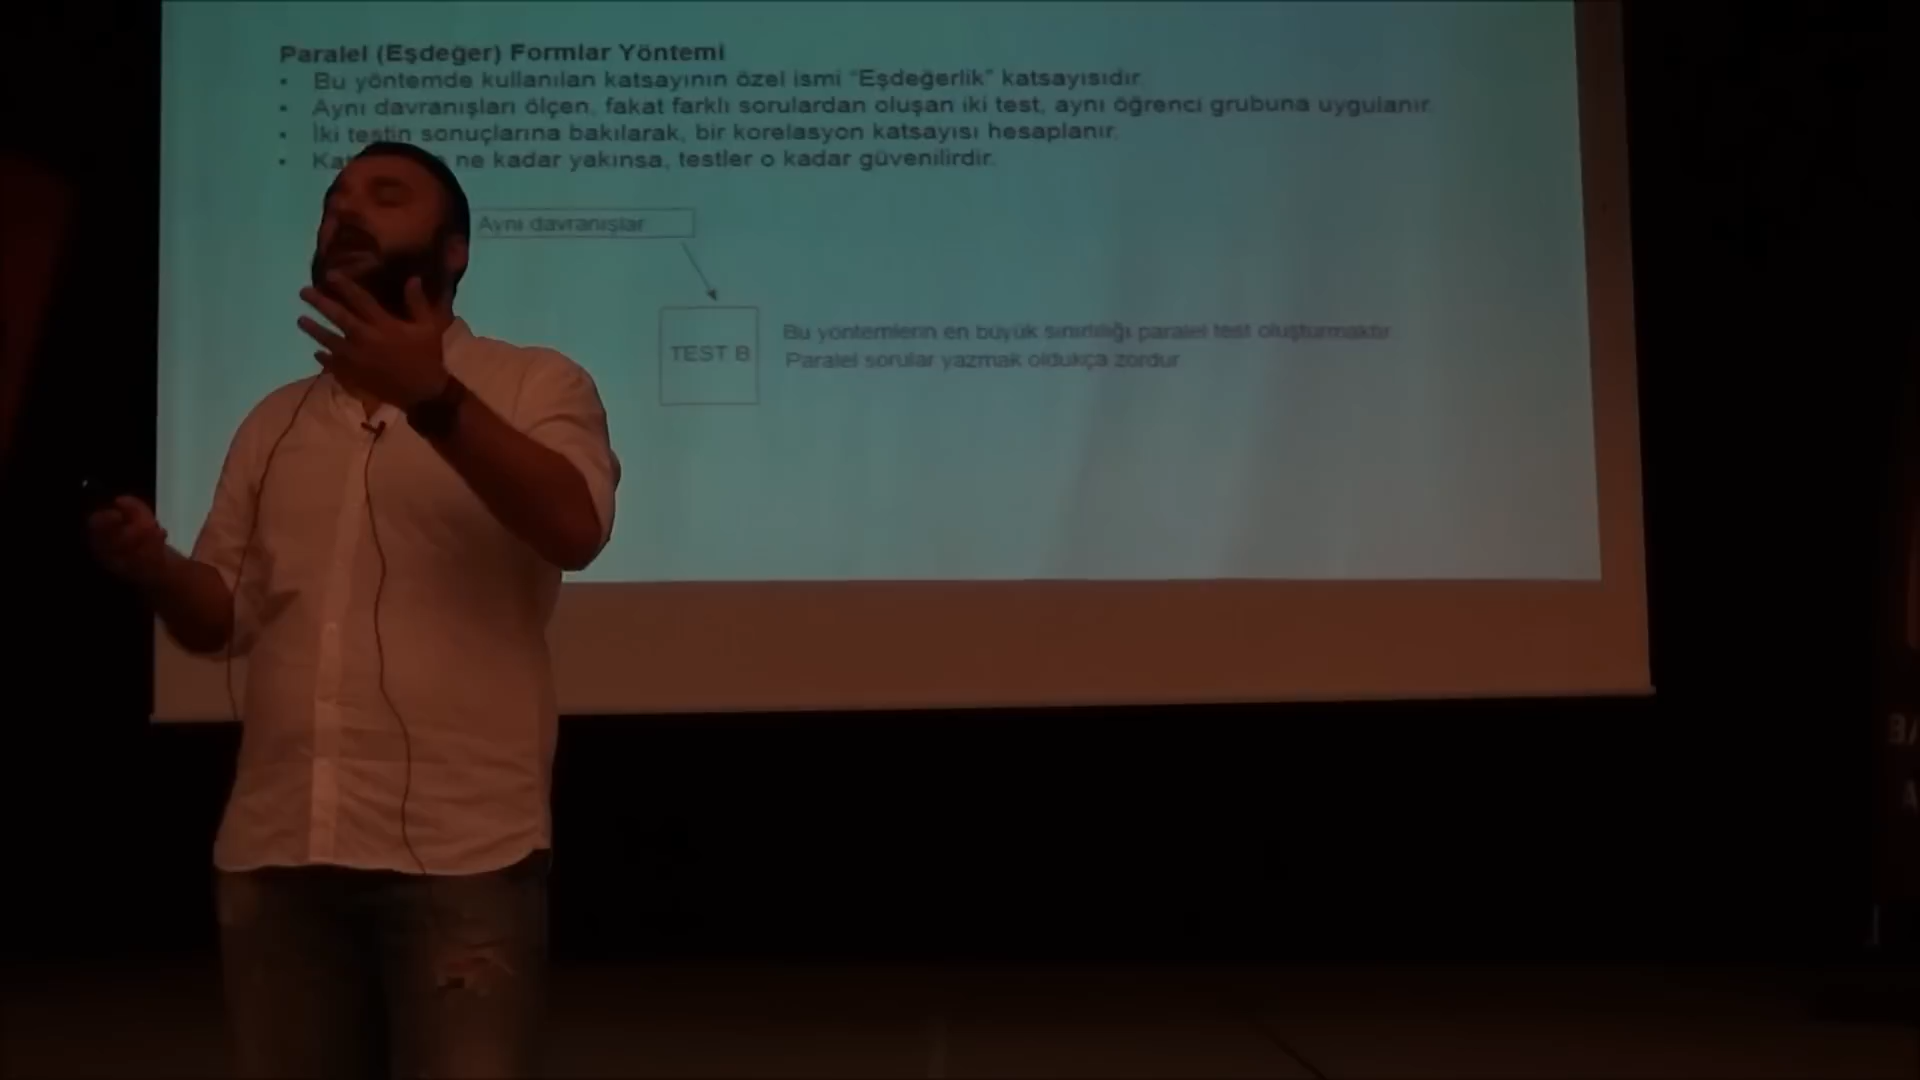 Paralel (Eşdeğer) Formlar Yöntemi
• Bu yöntemde kullanılan katsayının özel ismi "Eşdeğerlik" katsayısıdır.
• Aynı davranışları ölçen, fakat farklı sorulardan oluşan iki test, aynı öğrenci grubuna uygulanır.
• İki testin sonuçlarına bakılarak, bir korelasyon katsayısı hesaplanır.
• ne kadar yakınsa, testler o kadar güvenilirdir.
Aynı davranışlar
TEST B
Bu yöntemlerin en büyük sınırlılığı paralel test oluşturmaktır.
Paralel sorular yazmak oldukça zordur